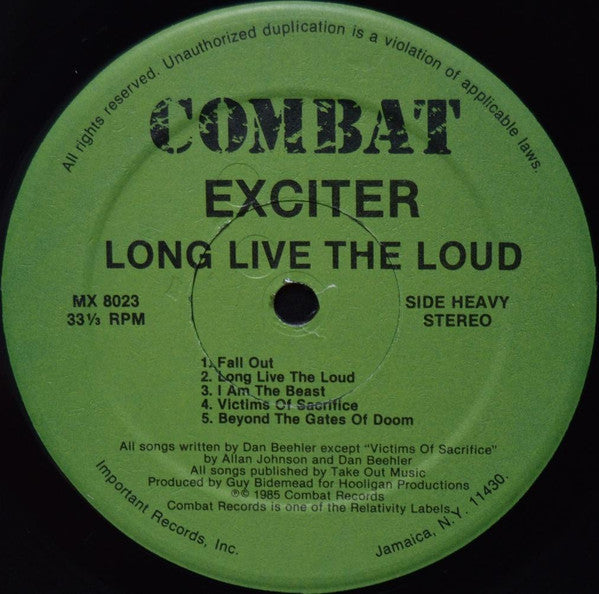 All rights reserved. Unauthorized duplication is a violation of applicable laws.
COMBAT
EXCITER
LONG LIVE THE LOUD
MX 8023
33⅓ RPM
SIDE HEAVY
STEREO
1. Fall Out
2. Long Live The Loud
3. I Am The Beast
4. Victims Of Sacrifice
5. Beyond The Gates Of Doom
All songs written by Dan Beehler except "Victims Of Sacrifice"
by Allan Johnson and Dan Beehler
All songs published by Take Out Music
Produced by Guy Bidemead for Hooligan Productions
℗© 1985 Combat Records
Combat Records is one of the Relativity Labels.
Important Records, Inc.
Jamaica, N.Y. 11430.